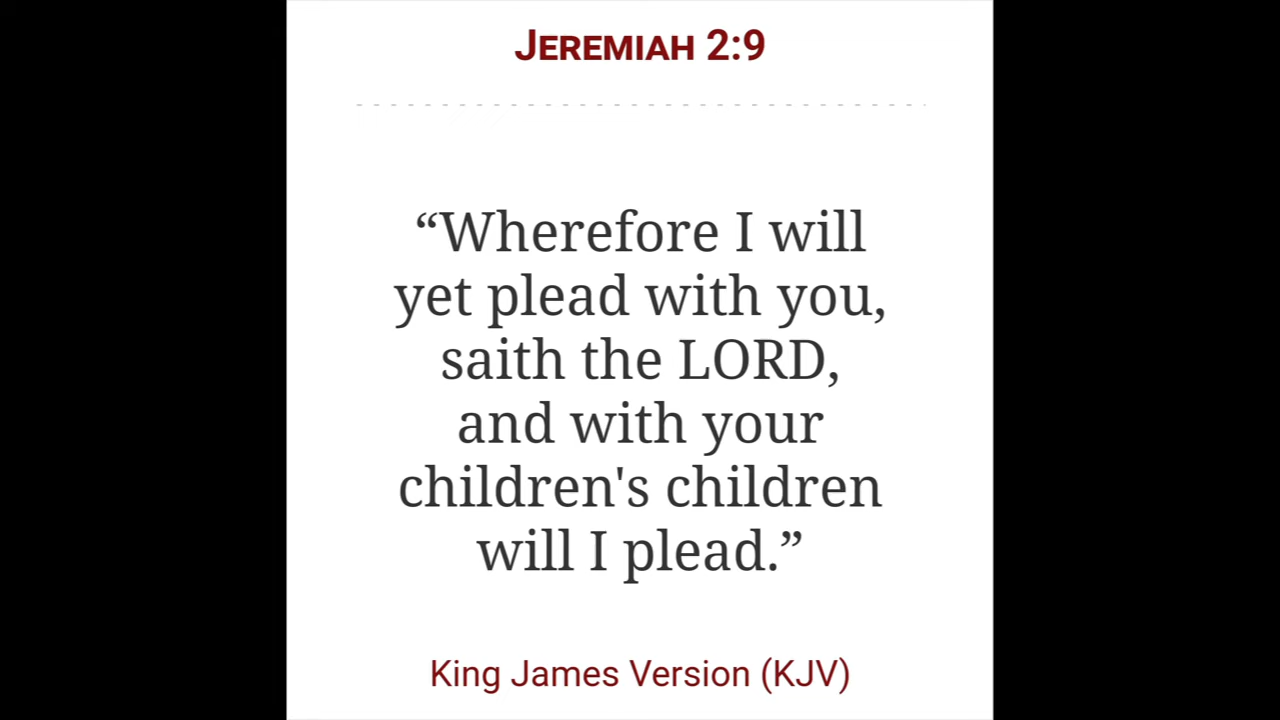 JEREMIAH 2:9
“Wherefore I will
yet plead with you,
saith the LORD,
and with your
children's children
will I plead.”
King James Version (KJV)